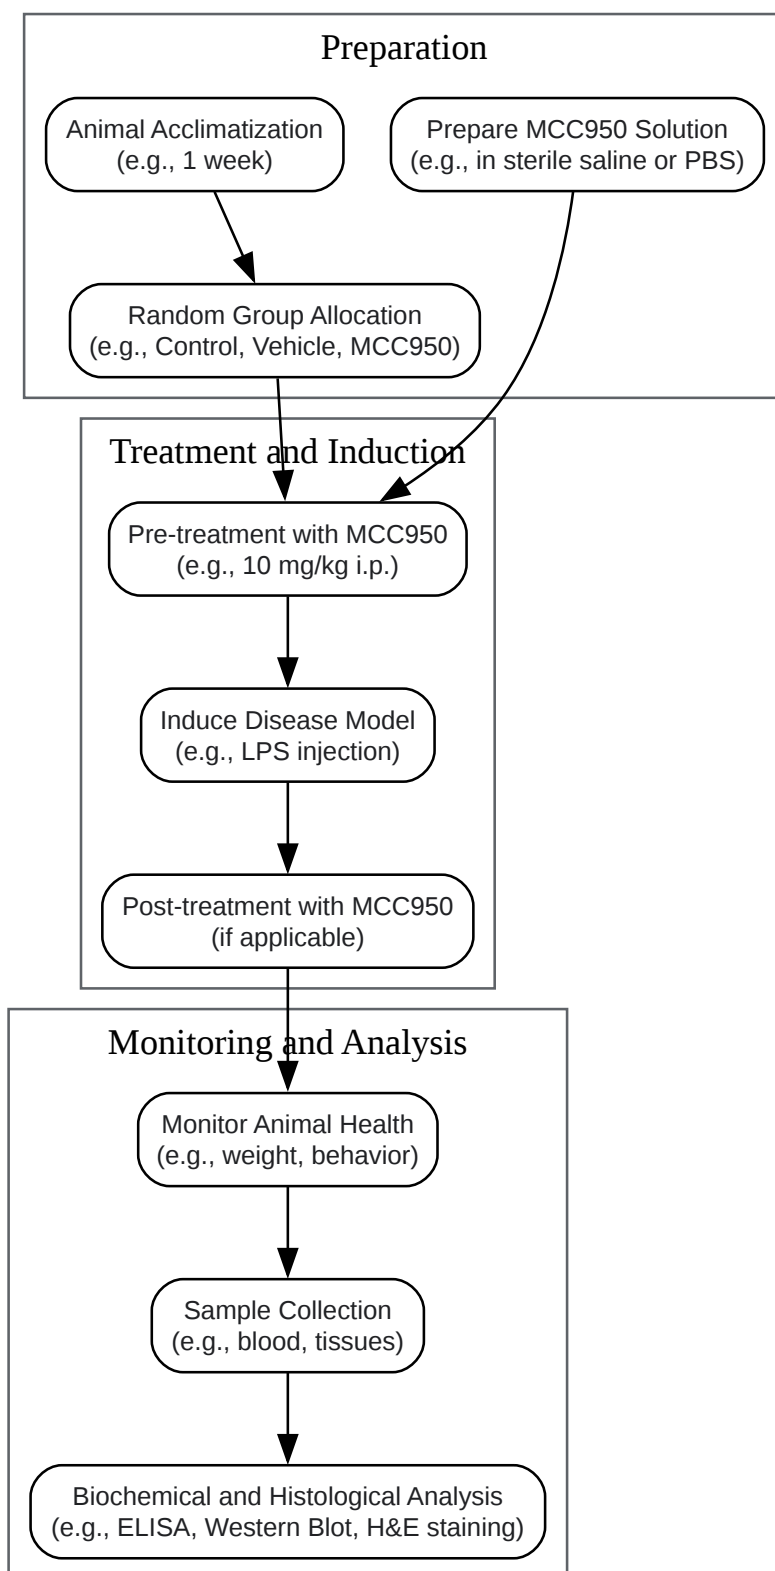 Preparation
Animal Acclimatization
(e.g., 1 week)
Prepare MCC950 Solution
(e.g., in sterile saline or PBS)
Random Group Allocation
(e.g., Control, Vehicle, MCC950)
Treatment and Induction
Pre-treatment with MCC950
(e.g., 10 mg/kg i.p.)
Induce Disease Model
(e.g., LPS injection)
Post-treatment with MCC950
(if applicable)
Monitoring and Analysis
Monitor Animal Health
(e.g., weight, behavior)
Sample Collection
(e.g., blood, tissues)
Biochemical and Histological Analysis
(e.g., ELISA, Western Blot, H&E staining)